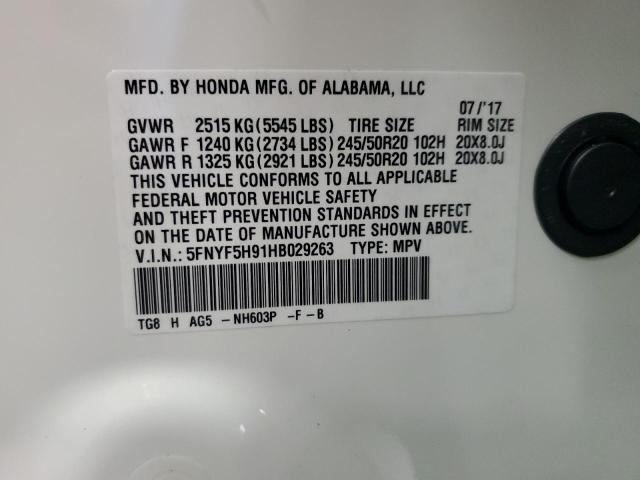 MFD. BY HONDA MFG. OF ALABAMA, LLC
07/'17
GVWR 2515 KG(5545 LBS) TIRE SIZE RIM SIZE
GAWR F 1240 KG(2734 LBS) 245/50R20 102H 20X8.0J
GAWR R 1325 KG(2921 LBS) 245/50R20 102H 20X8.0J
THIS VEHICLE CONFORMS TO ALL APPLICABLE
FEDERAL MOTOR VEHICLE SAFETY
AND THEFT PREVENTION STANDARDS IN EFFECT
ON THE DATE OF MANUFACTURE SHOWN ABOVE.
V.I.N.: 5FNYF5H91HB029263 TYPE: MPV
TG8 H AG5 -NH603P -F-B